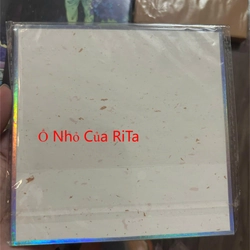 Ổ Nhỏ Của RiTa